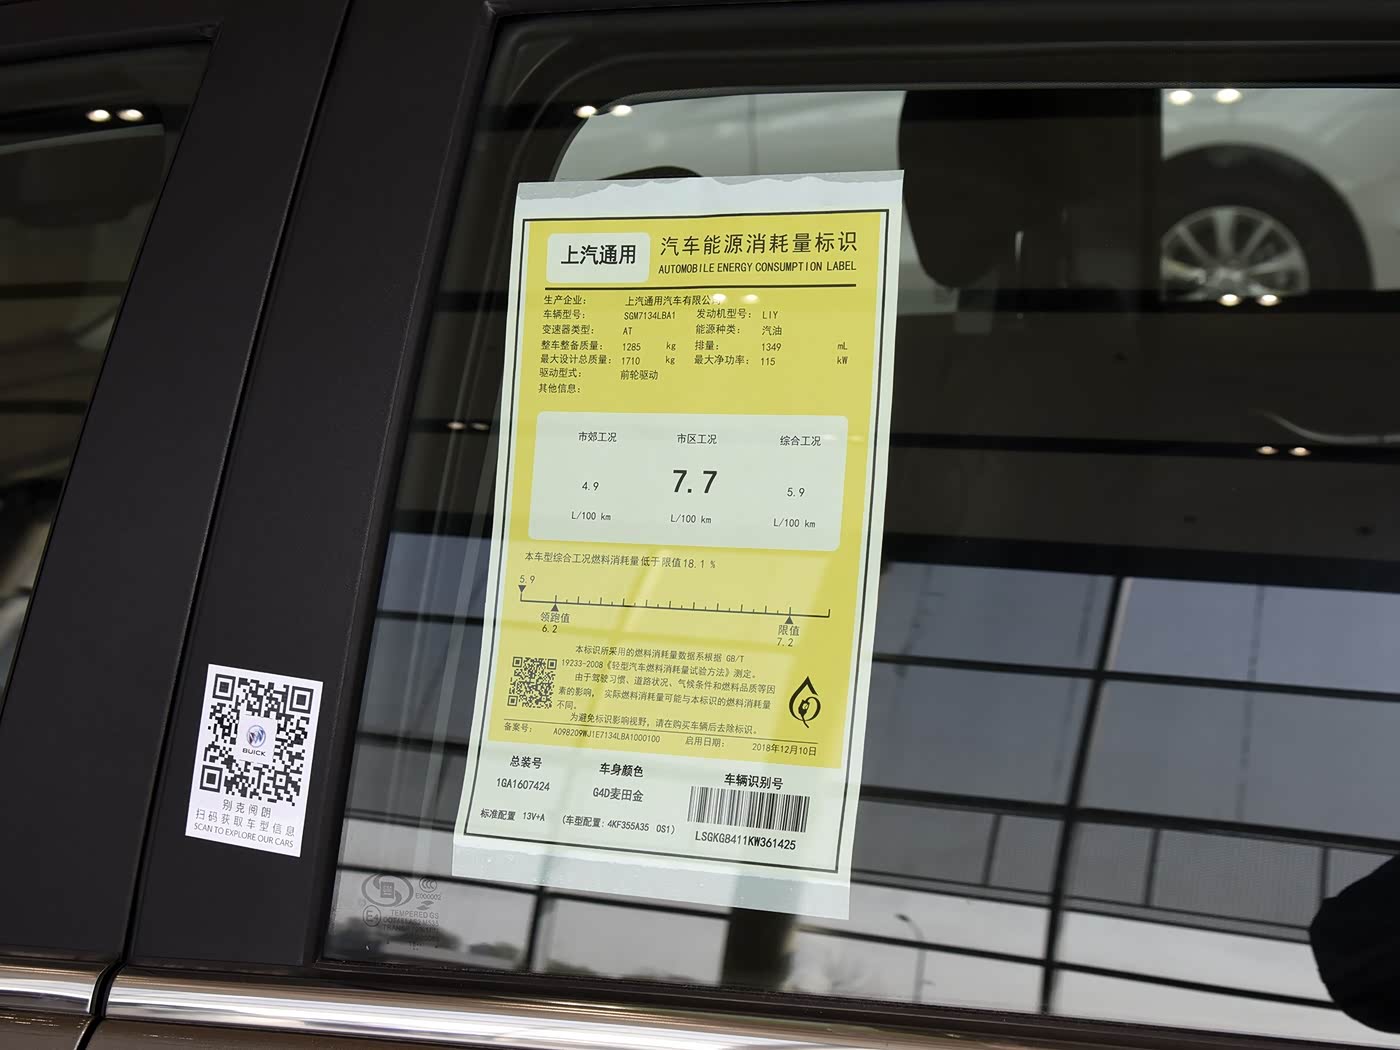 上汽通用
汽车能源消耗量标识
AUTOMOBILE ENERGY CONSUMPTION LABEL
生产企业: 上汽通用汽车有限公
车辆型号: SGM7134LBA1 发动机型号: LIY
变速器类型: AT 能源种类: 汽油
整车整备质量: 1285 kg 排量: 1349 mL
最大设计总质量: 1710 kg 最大净功率: 115 kW
驱动型式: 前轮驱动
其他信息:
市郊工况 市区工况 综合工况
4.9 7.7 5.9
L/100 km L/100 km L/100 km
本车型综合工况燃料消耗量低于限值18.1 %
5.9
领跑值 限值
6.2 7.2
本标识所采用的燃料消耗量数据系根据 GB/T
19233-2008《轻型汽车燃料消耗量试验方法》测定。
由于驾驶习惯、道路状况、气候条件和燃料品质等因
素的影响, 实际燃料消耗量可能与本标识的燃料消耗量
不同。
为避免标识影响视野, 请在购买车辆后去除标识。
备案号: A098209WJ1E7134LBA1000100 启用日期: 2018年12月10日
总装号 车身颜色 车辆识别号
1GA1607424 G4D麦田金
标准配置 13V+A (车型配置: 4KF355A35 0S1) LSGKG8411KW361425
BUICK
别克阅朗
扫码获取车型信息
SCAN TO EXPLORE OUR CARS
E000002
E4
TEMPERED GS